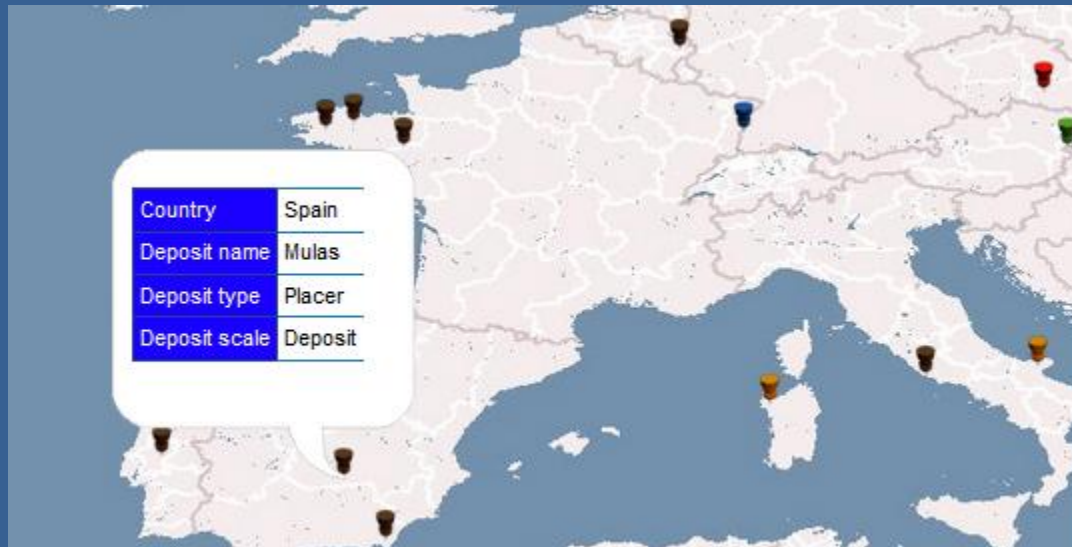 Country Spain
Deposit name Mulas
Deposit type Placer
Deposit scale Deposit